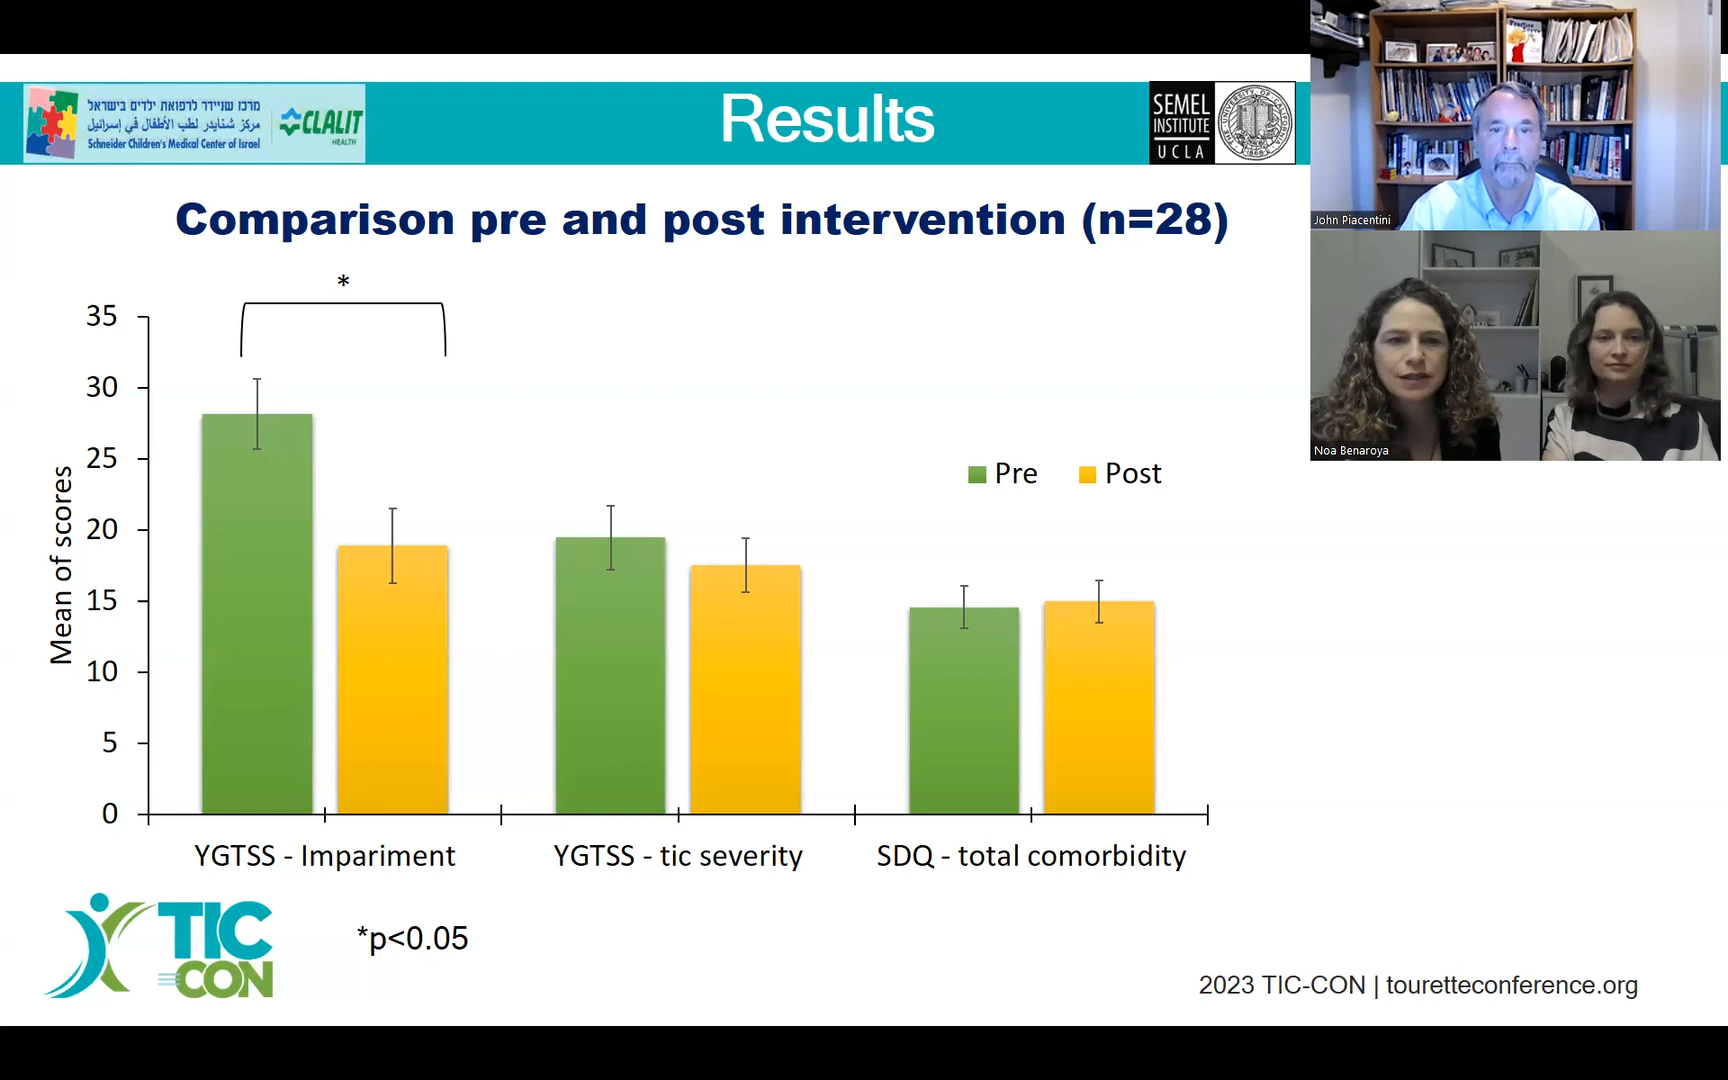 מרכז שניידר לרפואת ילדים בישראל
مركز شنايدر لطب الأطفال في إسرائيل
Schneider Children's Medical Center of Israel
CLALIT
HEALTH
Results
SEMEL
INSTITUTE
UCLA
John Piacentini
Noa Benaroya
Comparison pre and post intervention (n=28)
*
35
30
25
20
15
10
5
0
Mean of scores
Pre
Post
YGTSS - Impariment
YGTSS - tic severity
SDQ - total comorbidity
TIC
CON
*p<0.05
2023 TIC-CON | touretteconference.org